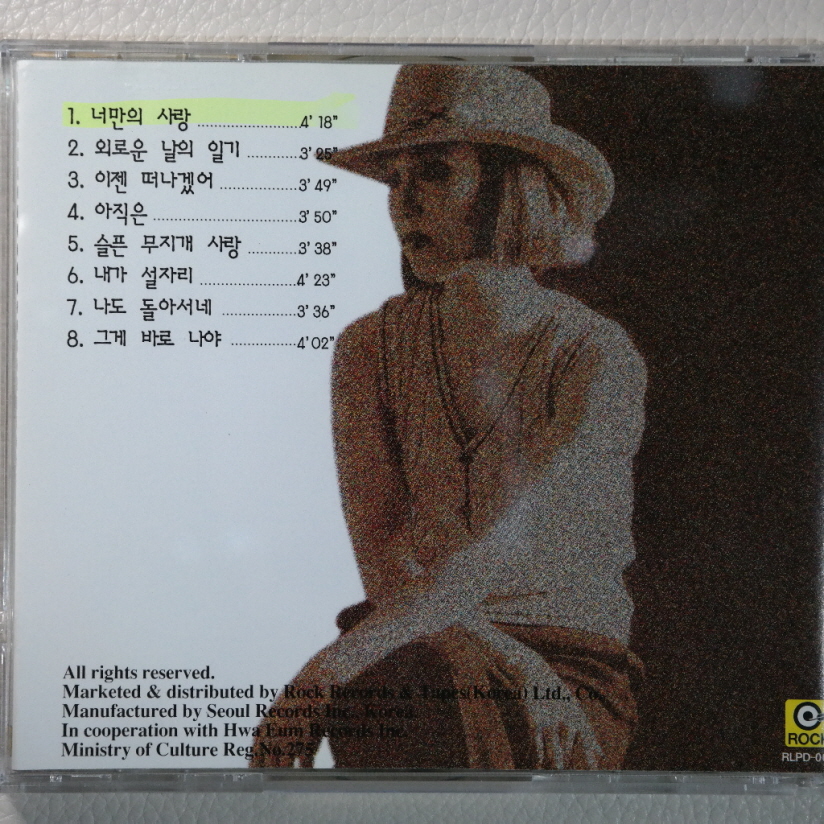 1. 너만의 사랑 ........................4' 18"
2. 외로운 날의 일기 ............3' 25"
3. 이젠 떠나겠어 ..................3' 49"
4. 아직은 .................................3' 50"
5. 슬픈 무지개 사랑 ............3' 38"
6. 내가 설자리 ........................4' 23"
7. 나도 돌아서네 ..................3' 36"
8. 그게 바로 나야 ................4' 02"
All rights reserved.
Marketed & distributed by Rock Records & Tapes(Korea) Ltd., Co.
Manufactured by Seoul Records Inc., Korea.
In cooperation with Hwa Eum Records Inc.
Ministry of Culture Reg.No.275
ROCK